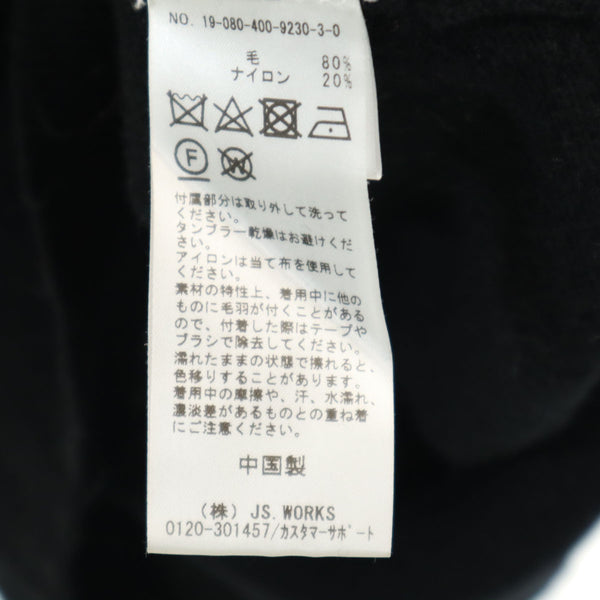 NO. 19-080-400-9230-3-0
毛 80%
ナイロン 20%
F
W
付属部分は取り外して洗って
ください。
タンブラー乾燥はお避けくだ
さい。
アイロンは当て布を使用して
ください。
素材の特性上、着用中に他の
ものに毛羽が付くことがある
ので、付着した際はテープや
ブラシで除去してください。
濡れたままの状態で擦れると、
色移りすることがあります。
着用中の摩擦や、汗、水濡れ、
濃淡差があるものとの重ね着
にご注意ください。
中国製
(株) JS.WORKS
0120-301457/カスタマーサポート